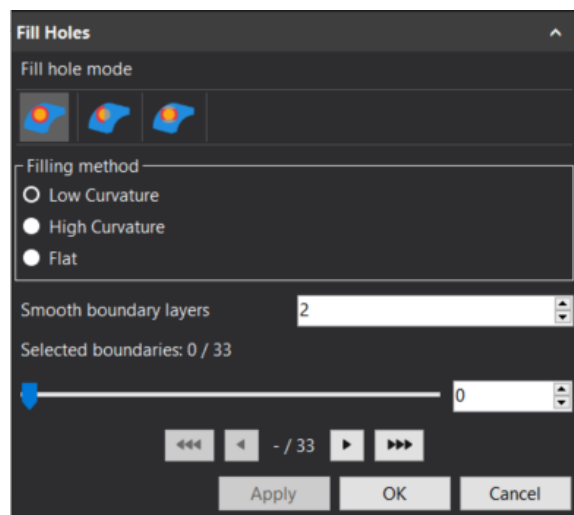 Fill Holes
Fill hole mode
Filling method
Low Curvature
High Curvature
Flat
Smooth boundary layers 2
Selected boundaries: 0 / 33
0
- / 33
Apply OK Cancel